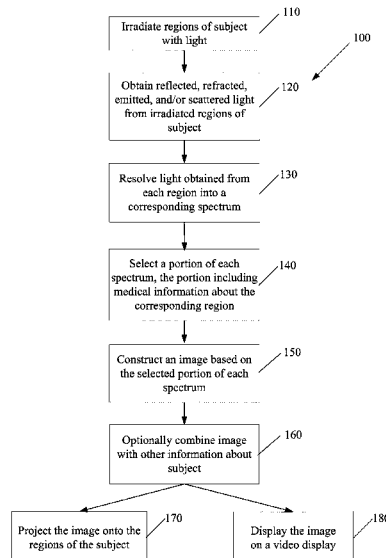 110
Irradiate regions of subject
with light
100
Obtain reflected, refracted,
emitted, and/or scattered light
from irradiated regions of
subject
120
Resolve light obtained from
each region into a
corresponding spectrum
130
Select a portion of each
spectrum, the portion including
medical information about the
corresponding region
140
Construct an image based on
the selected portion of each
spectrum
150
Optionally combine image
with other information about
subject
160
Project the image onto the
regions of the subject
170
Display the image
on a video display
180